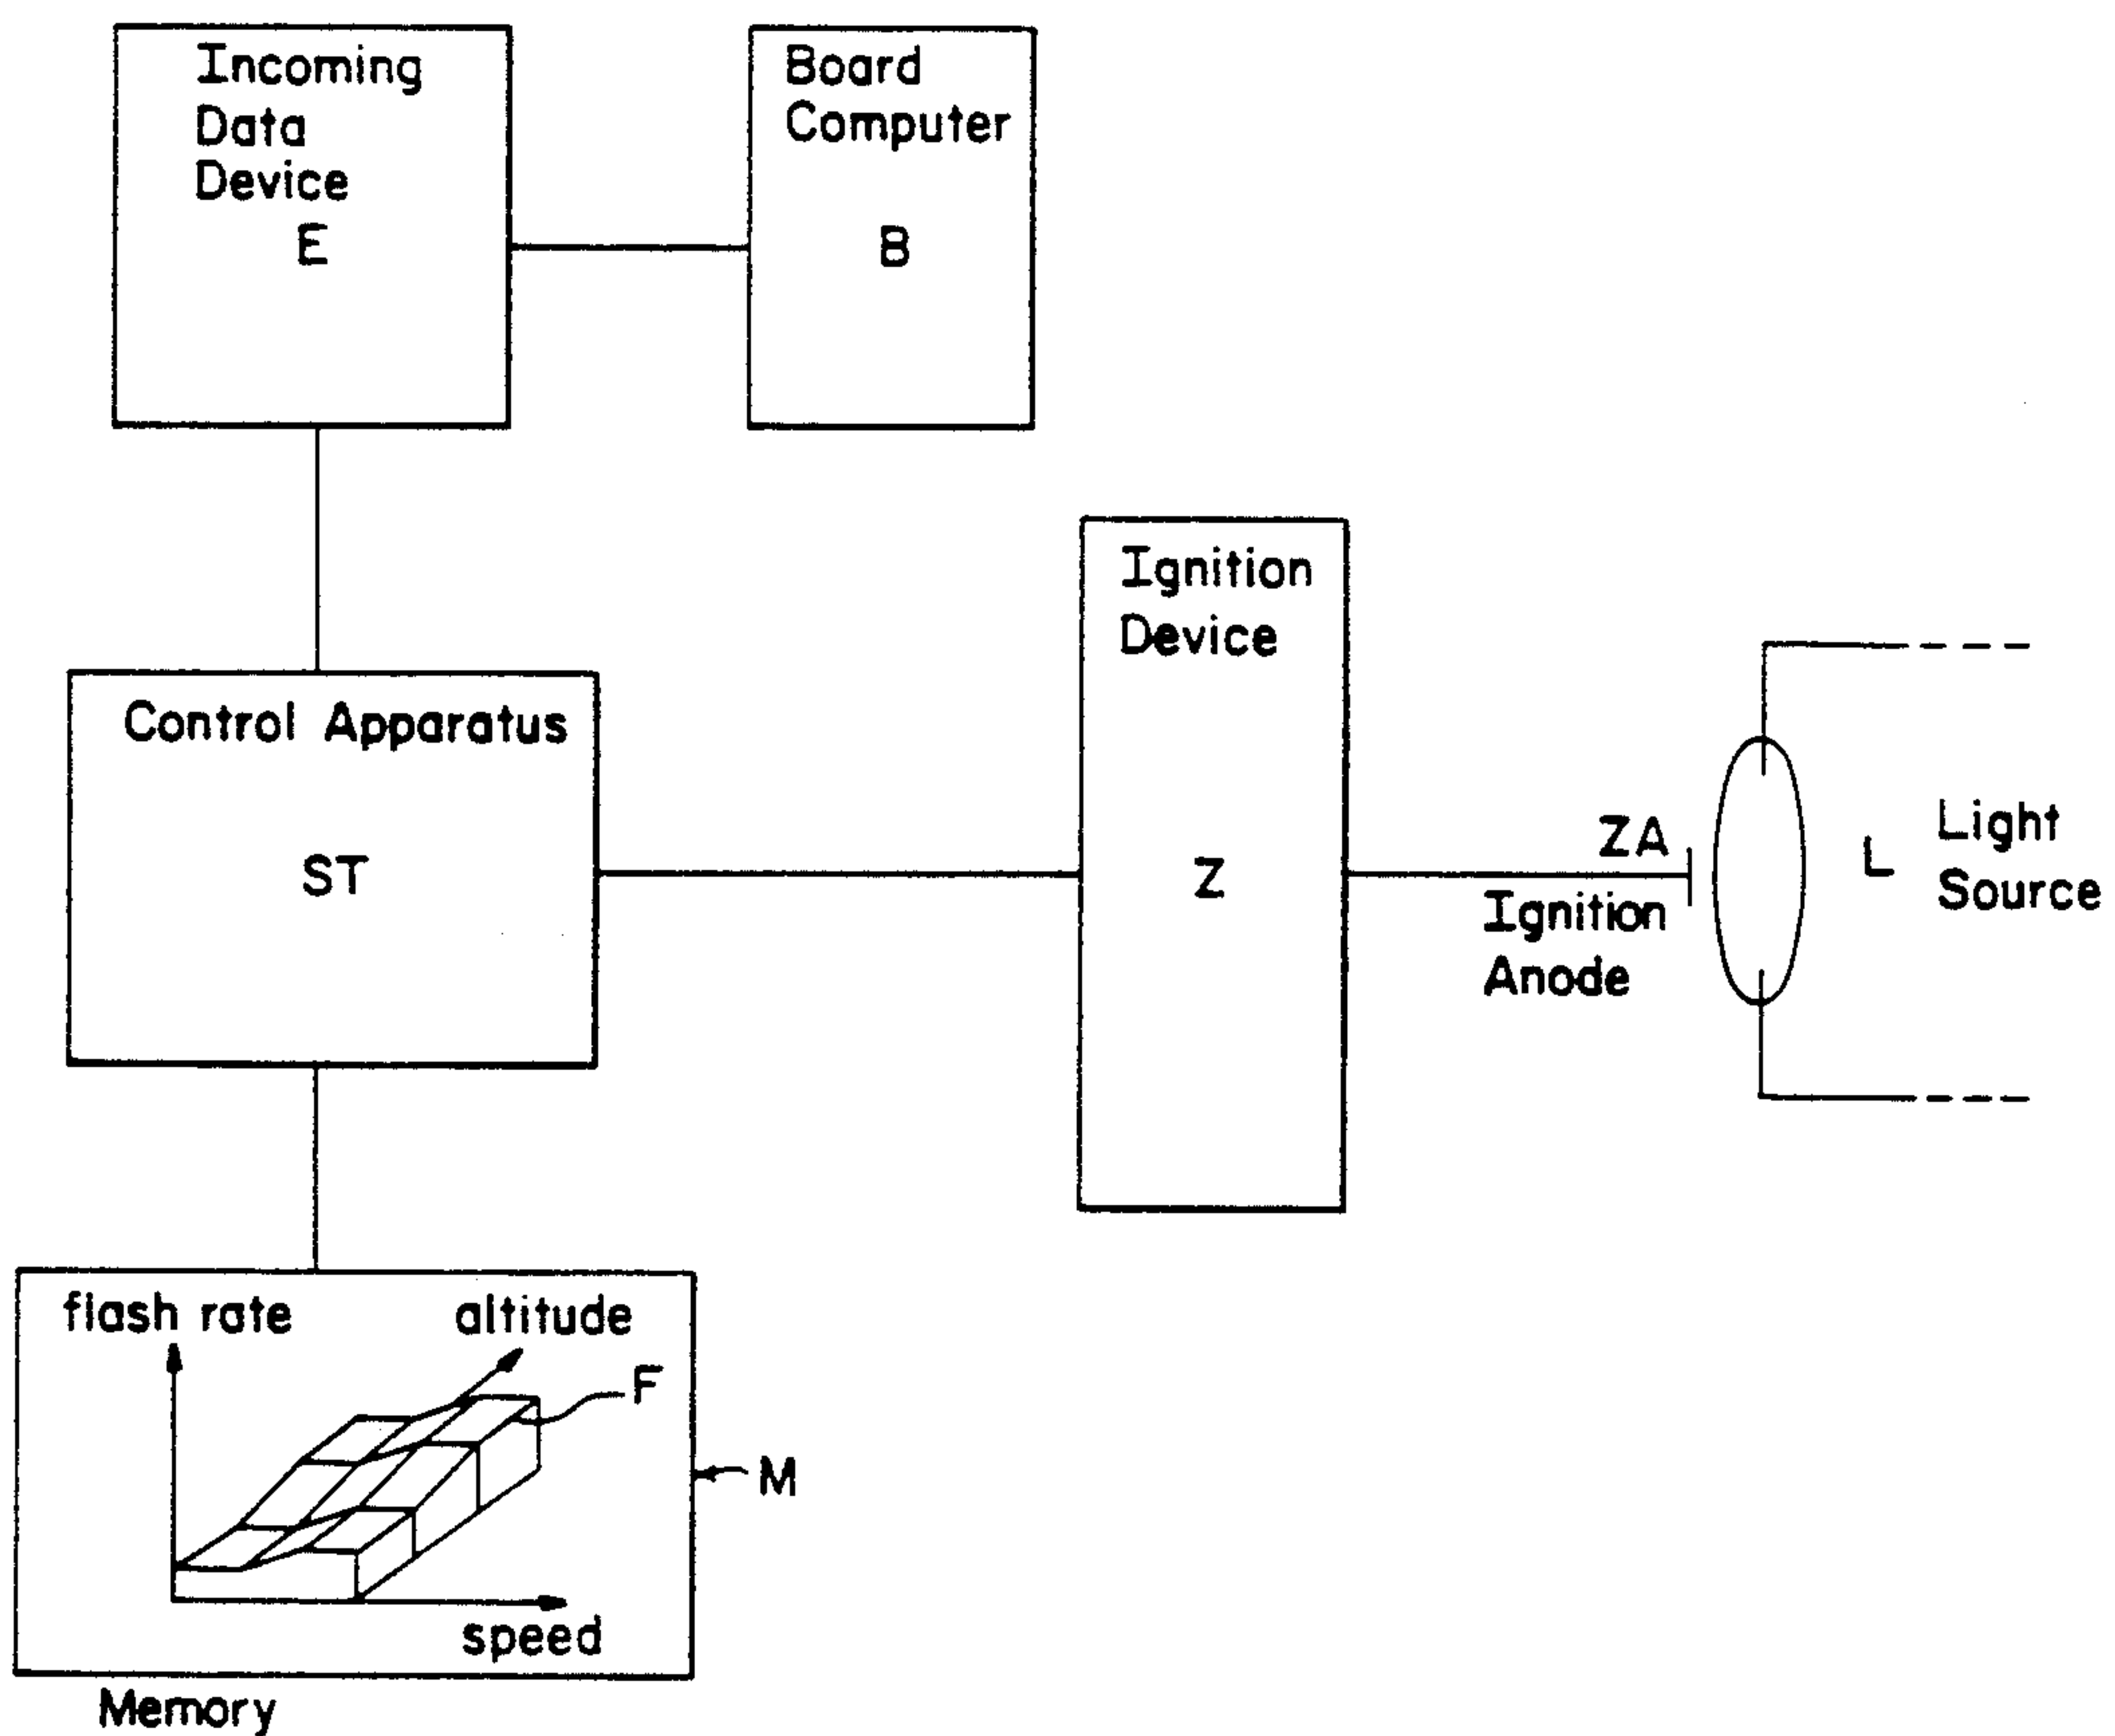 Incoming
Data
Device
E
Board
Computer
B
Ignition
Device
Z
Control Apparatus
ST
ZA
Ignition
Anode
L
Light
Source
flash rate
altitude
F
M
speed
Memory